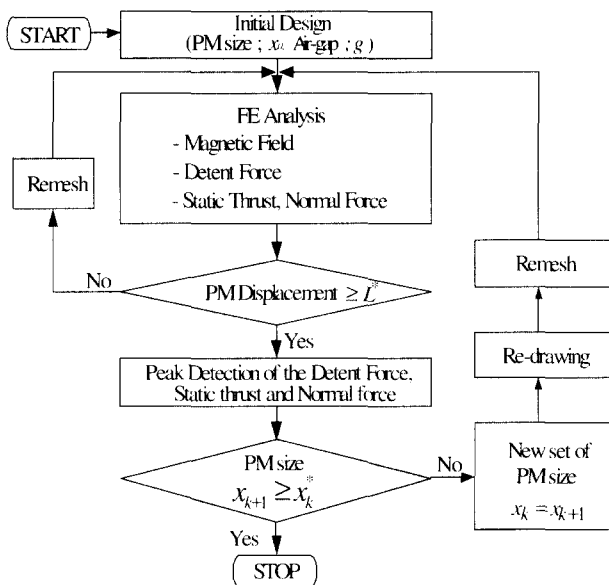 START
Initial Design
(PM size ; x₀ Air-gap ; g)
FE Analysis
- Magnetic Field
- Detent Force
- Static Thrust, Normal Force
Remesh
No
PM Displacement ≥ L*
Yes
Peak Detection of the Detent Force,
Static thrust and Normal force
PM size
x_{k+1} ≥ x_k^*
No
Yes
STOP
Remesh
Re-drawing
New set of
PM size
x_k = x_{k+1}